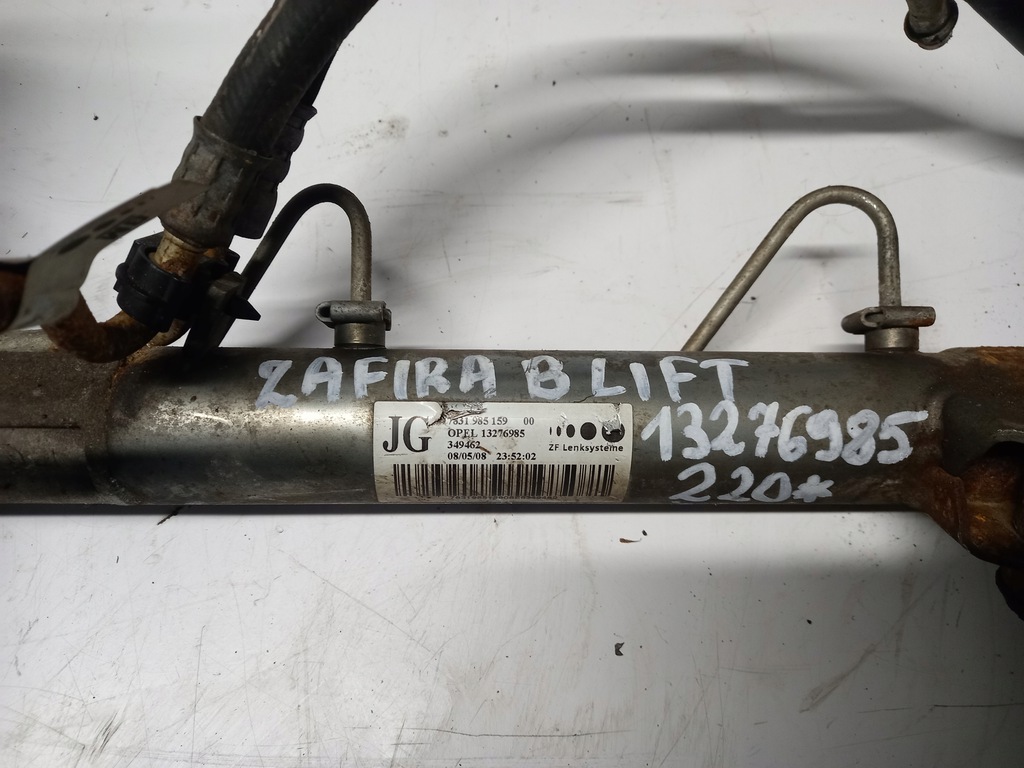 ZAFIRA B LIFT
13276985
220*
JG
7831 985 159 00
OPEL 13276985
349462
08/05/08 23:52:02
ZF Lenksysteme